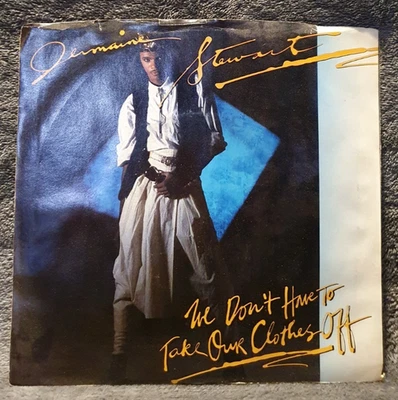 Jermaine Stewart
We Don't Have To
Take Our Clothes Off